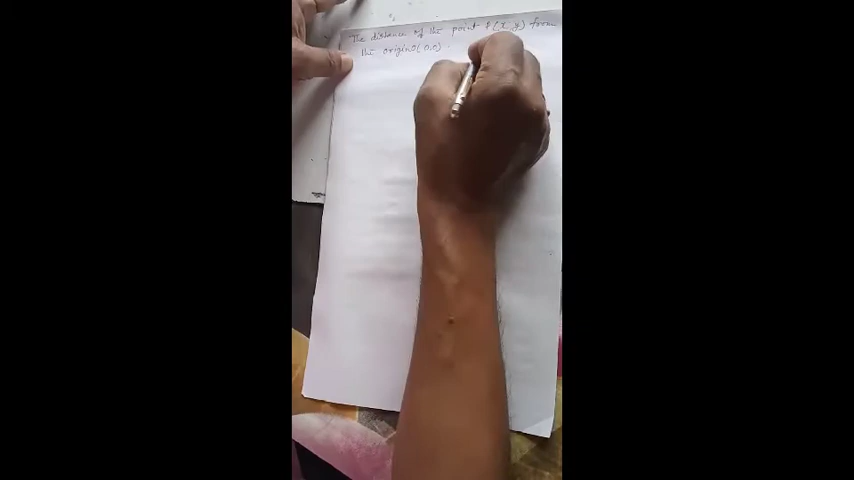 The distance of the point P(x,y) from
the origin O(0,0).